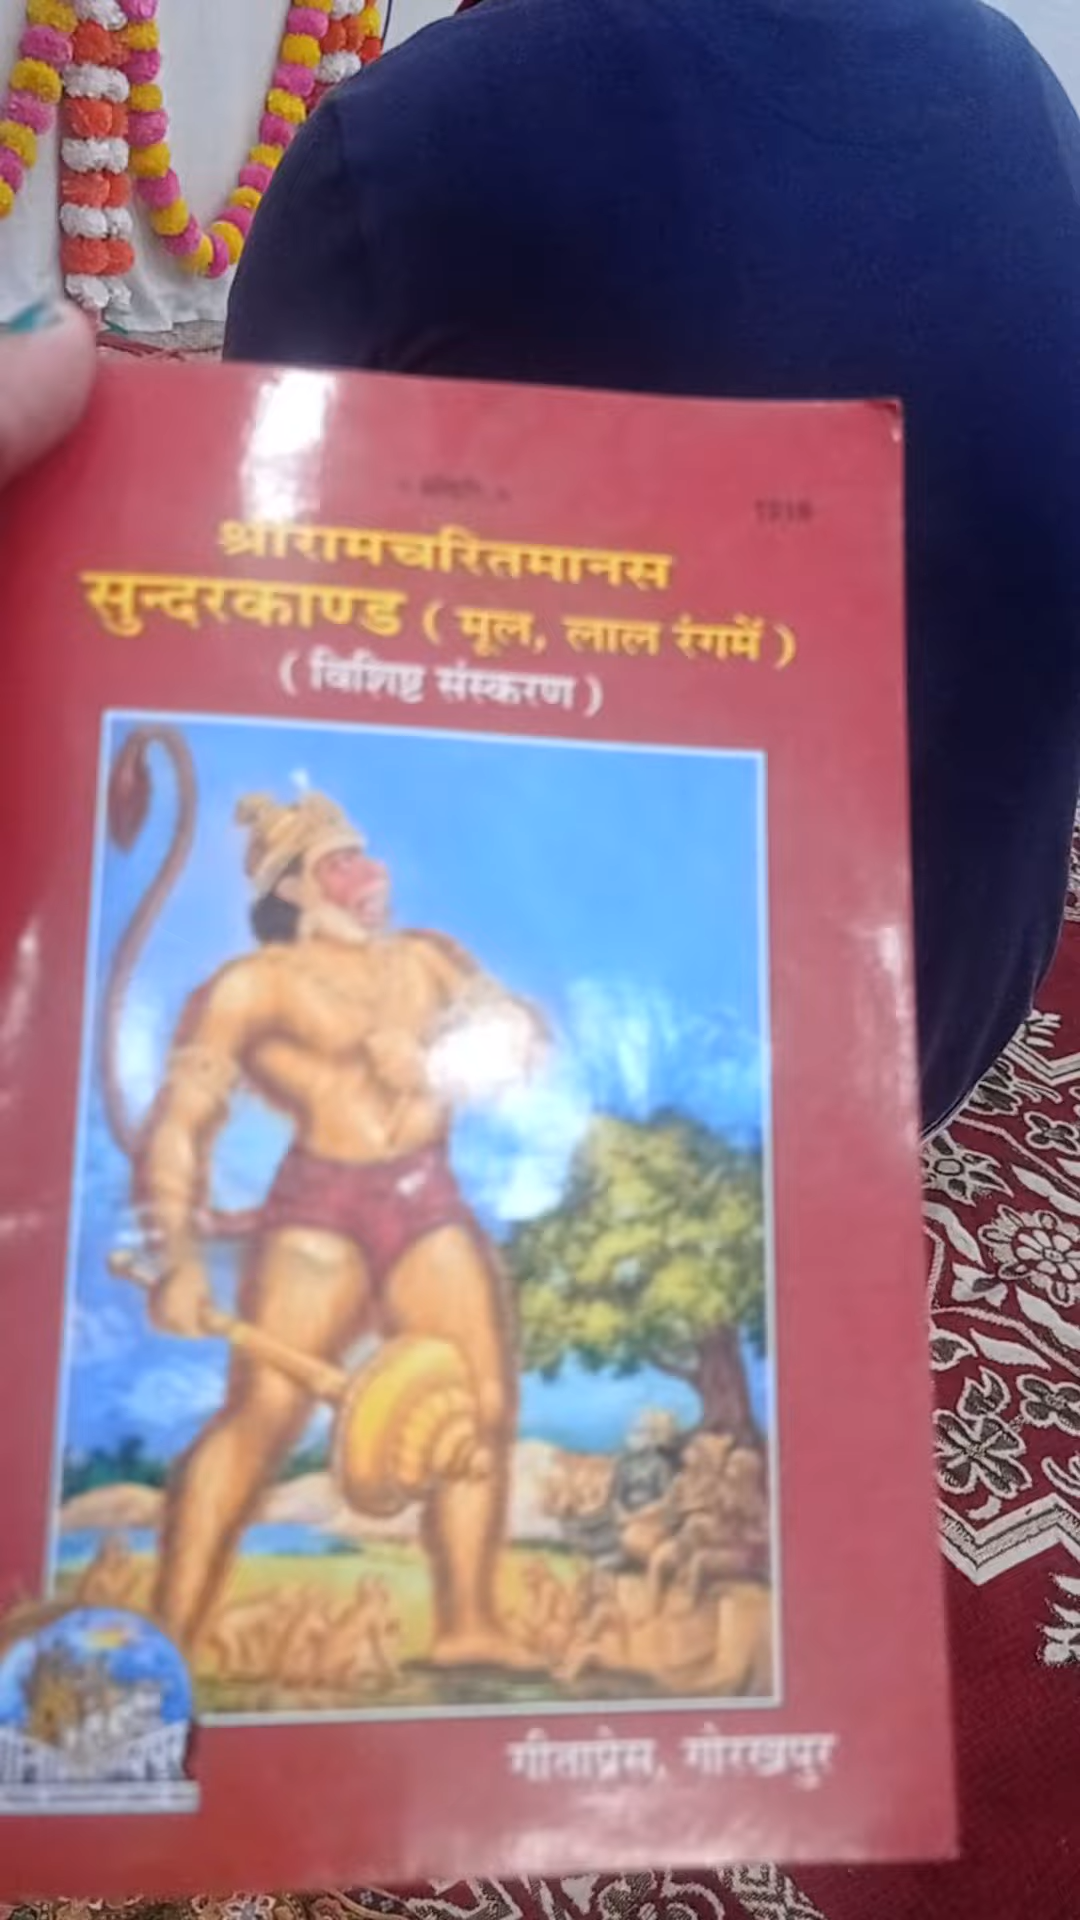 श्रीरामचरितमानस
सुन्दरकाण्ड ( मूल, लाल रंगमें )
( विशिष्ट संस्करण )
गीताप्रेस, गोरखपुर